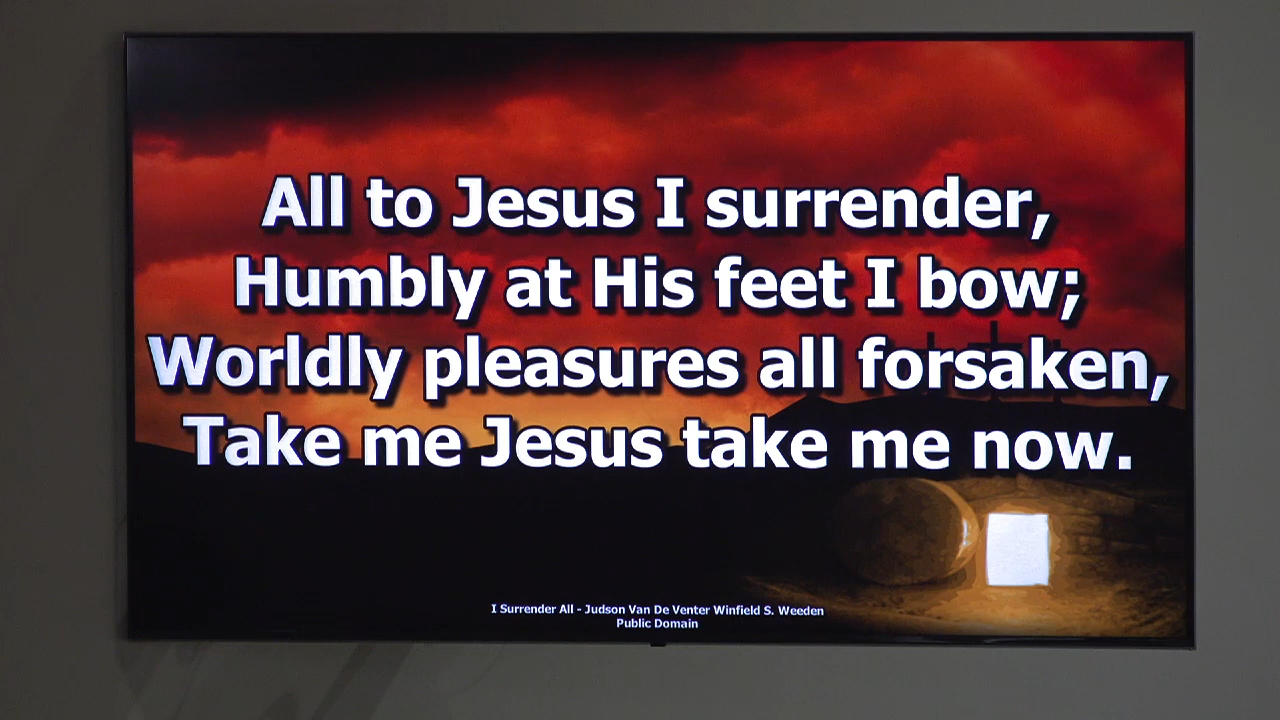 All to Jesus I surrender,
Humbly at His feet I bow;
Worldly pleasures all forsaken,
Take me Jesus take me now.
I Surrender All - Judson Van De Venter Winfield S. Weeden
Public Domain